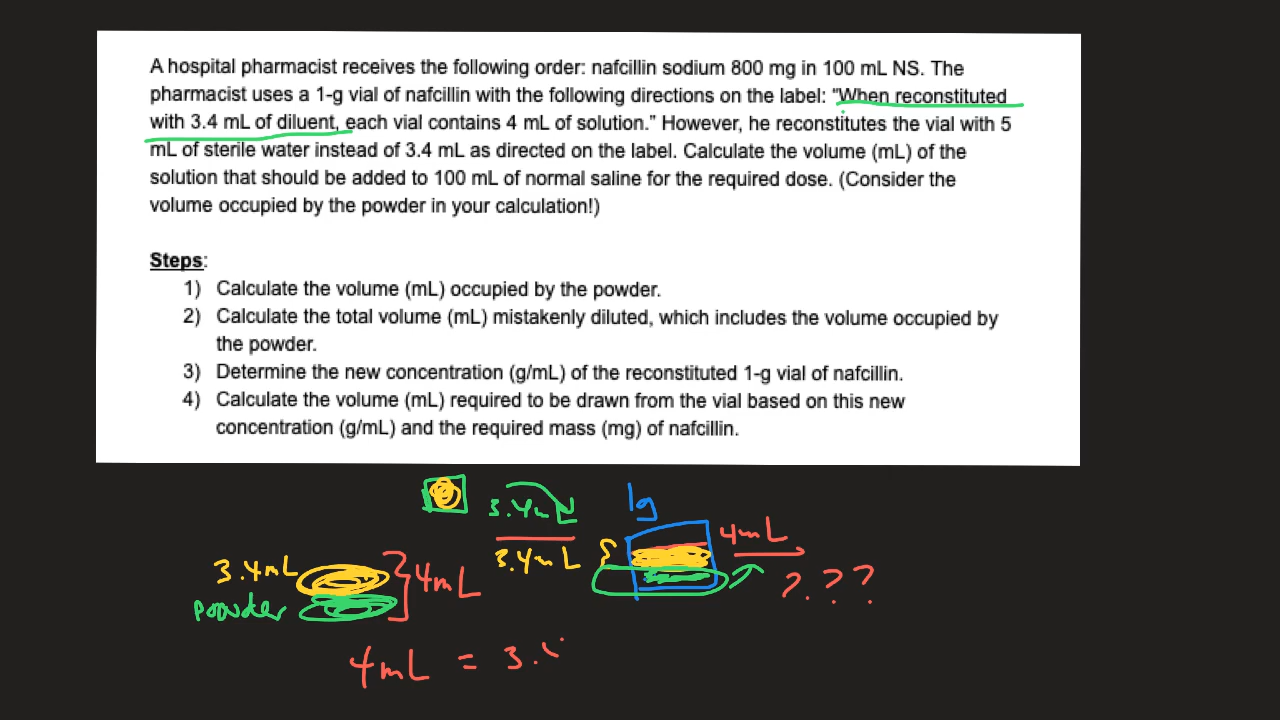 A hospital pharmacist receives the following order: nafcillin sodium 800 mg in 100 mL NS. The
pharmacist uses a 1-g vial of nafcillin with the following directions on the label: "When reconstituted
with 3.4 mL of diluent, each vial contains 4 mL of solution.” However, he reconstitutes the vial with 5
mL of sterile water instead of 3.4 mL as directed on the label. Calculate the volume (mL) of the
solution that should be added to 100 mL of normal saline for the required dose. (Consider the
volume occupied by the powder in your calculation!)
Steps:
1) Calculate the volume (mL) occupied by the powder.
2) Calculate the total volume (mL) mistakenly diluted, which includes the volume occupied by
the powder.
3) Determine the new concentration (g/mL) of the reconstituted 1-g vial of nafcillin.
4) Calculate the volume (mL) required to be drawn from the vial based on this new
concentration (g/mL) and the required mass (mg) of nafcillin.
1g
3.4mL
4mL
3.4mL
3.4mL
4mL
???
powder
4mL = 3.